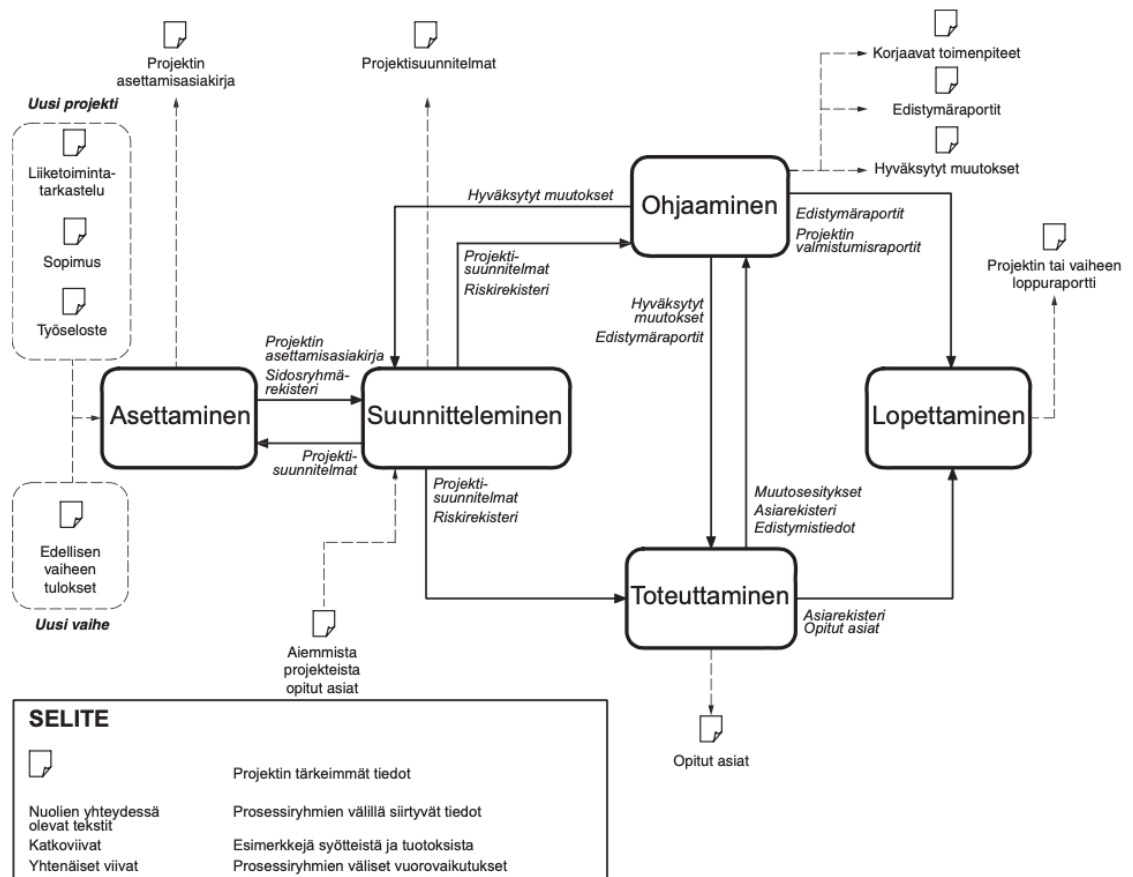 Projektin
asettamisasiakirja
Projektisuunnitelmat
Korjaavat toimenpiteet
Edistymäraportit
Hyväksytyt muutokset
Uusi projekti
Liiketoiminta-
tarkastelu
Sopimus
Työseloste
Hyväksytyt muutokset
Ohjaaminen
Edistymäraportit
Projektin
valmistumisraportit
Projekti-
suunnitelmat
Riskirekisteri
Hyväksytyt
muutokset
Edistymäraportit
Projektin tai vaiheen
loppuraportti
Projektin
asettamisasiakirja
Sidosryhmä-
rekisteri
Asettaminen
Suunnitteleminen
Lopettaminen
Projekti-
suunnitelmat
Projekti-
suunnitelmat
Riskirekisteri
Muutosesitykset
Asiarekisteri
Edistymistiedot
Edellisen
vaiheen
tulokset
Uusi vaihe
Toteuttaminen
Asiarekisteri
Opitut asiat
Aiemmista
projekteista
opitut asiat
Opitut asiat
SELITE
Projektin tärkeimmät tiedot
Nuolien yhteydessä
olevat tekstit
Prosessiryhmien välillä siirtyvät tiedot
Katkoviivat
Esimerkkejä syötteistä ja tuotoksista
Yhtenäiset viivat
Prosessiryhmien väliset vuorovaikutukset